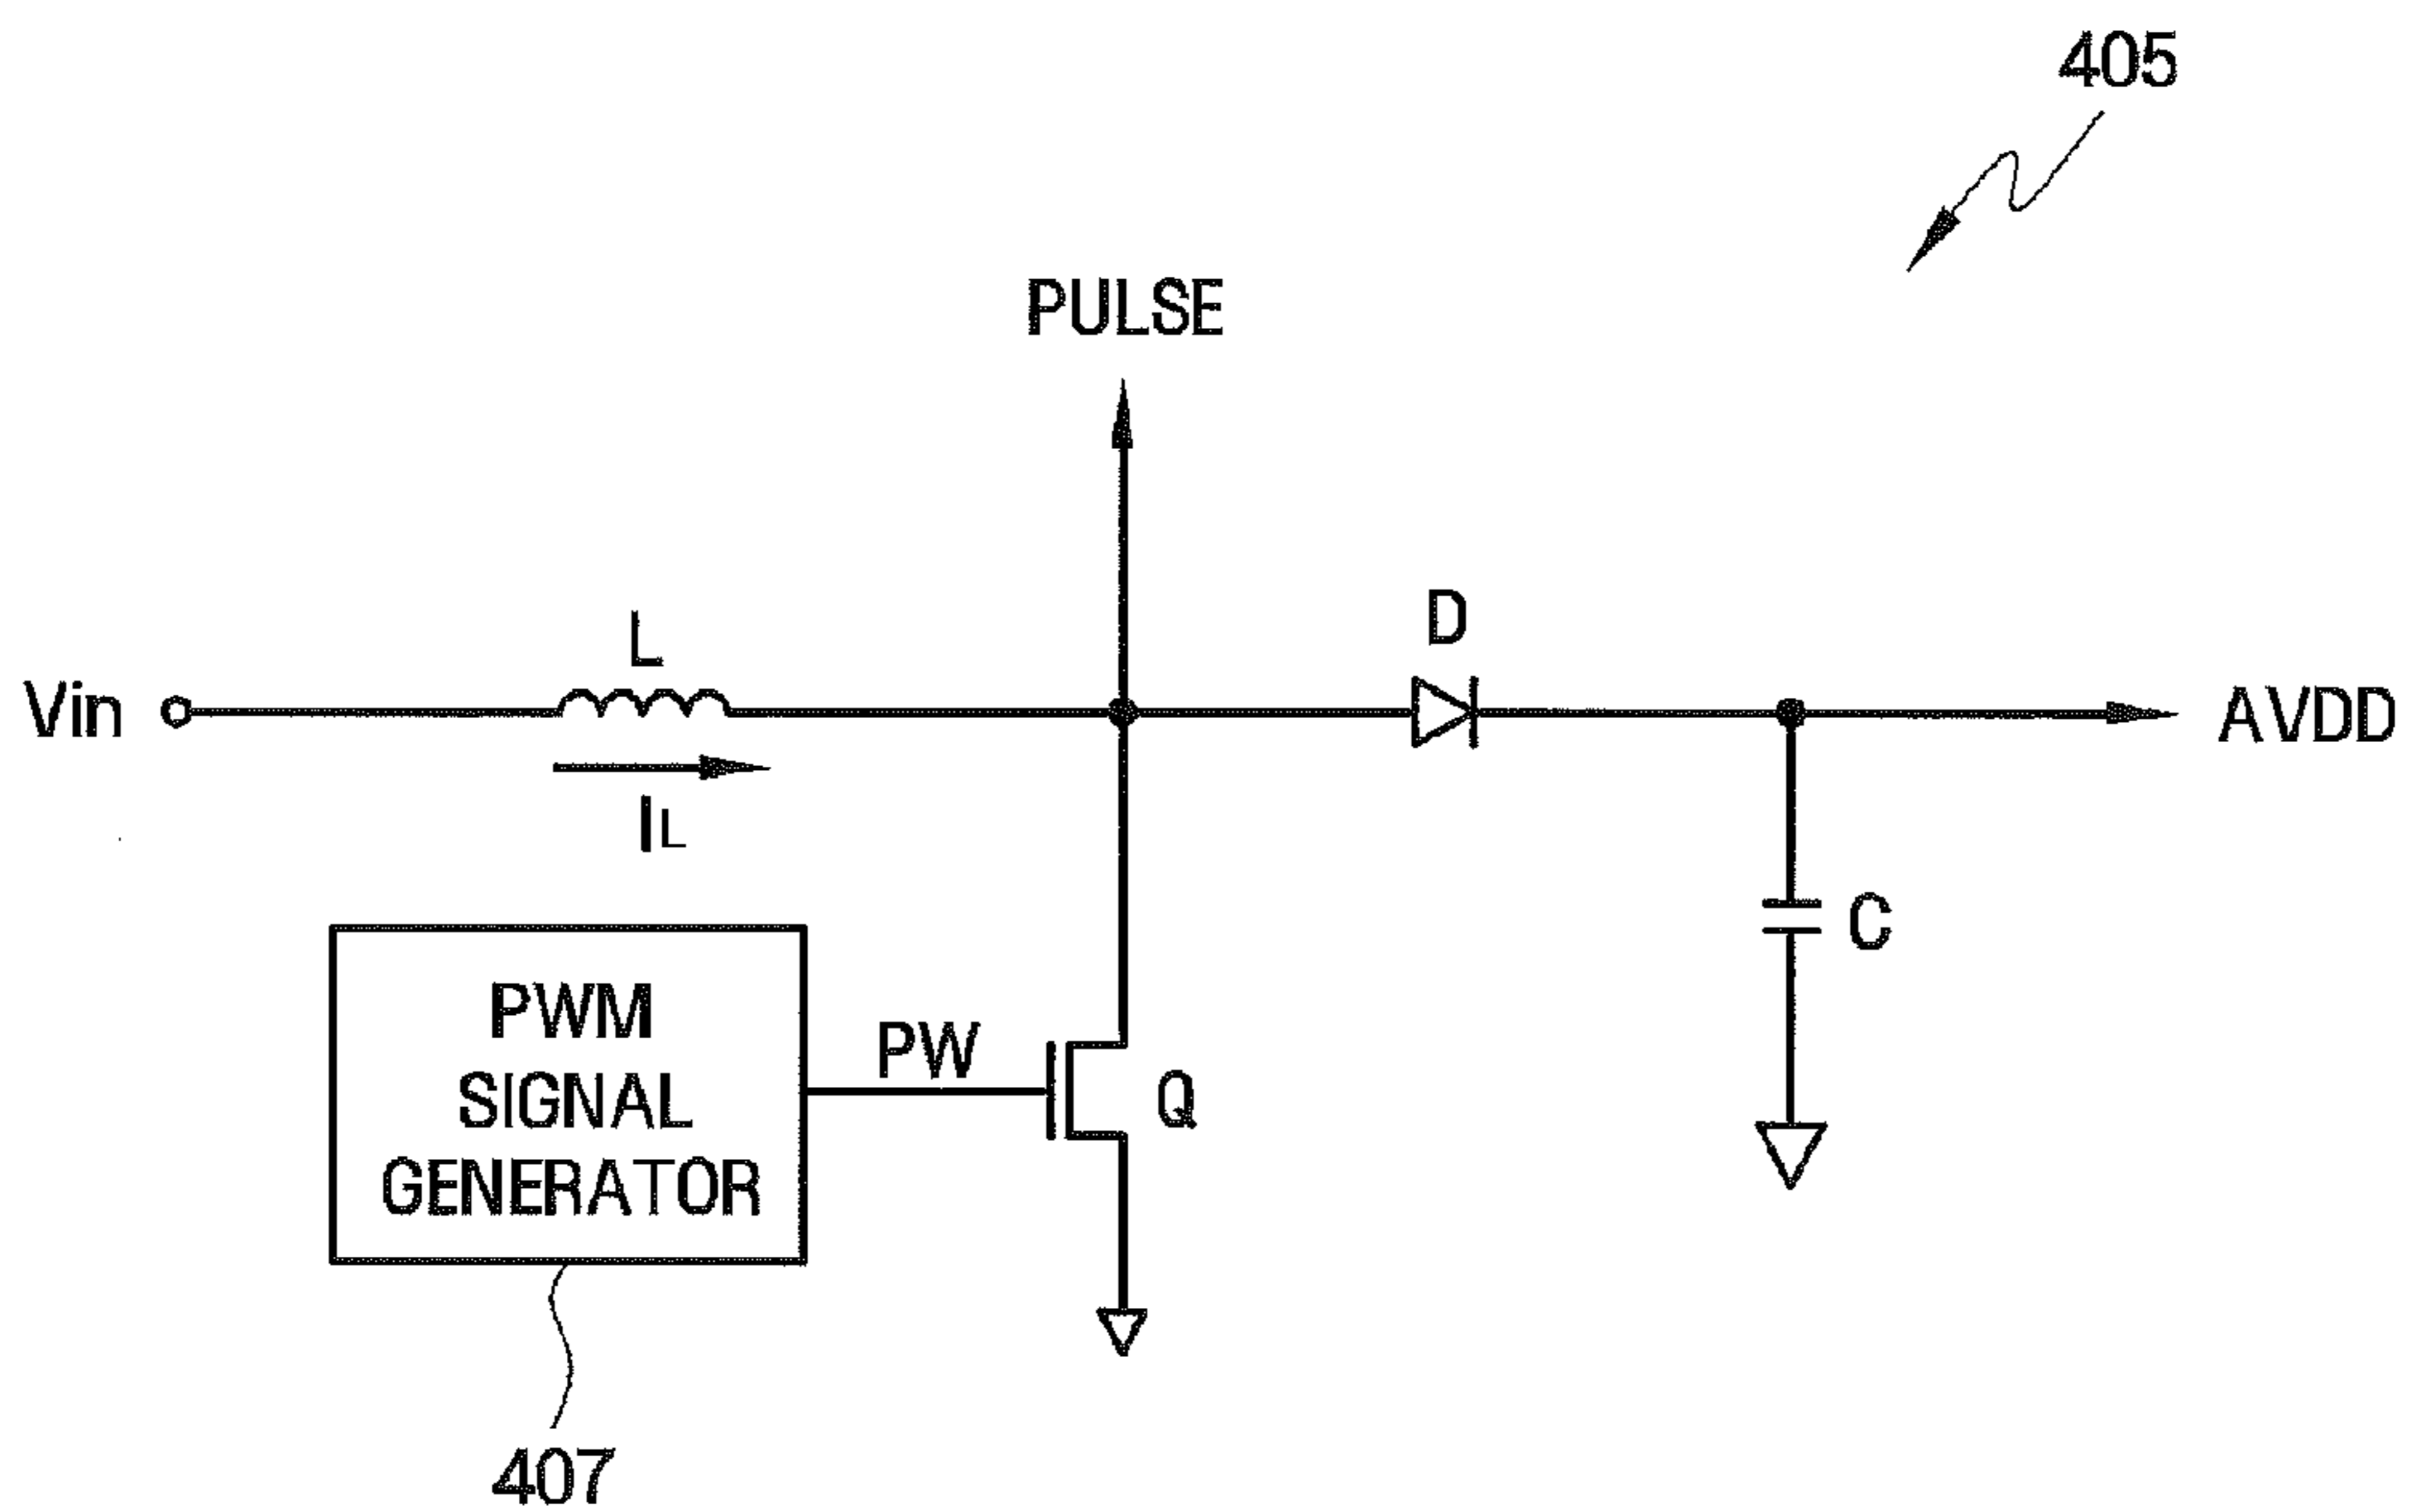 405
PULSE
D
L
Vin
AVDD
IL
C
PWM
SIGNAL
GENERATOR
PW
Q
407